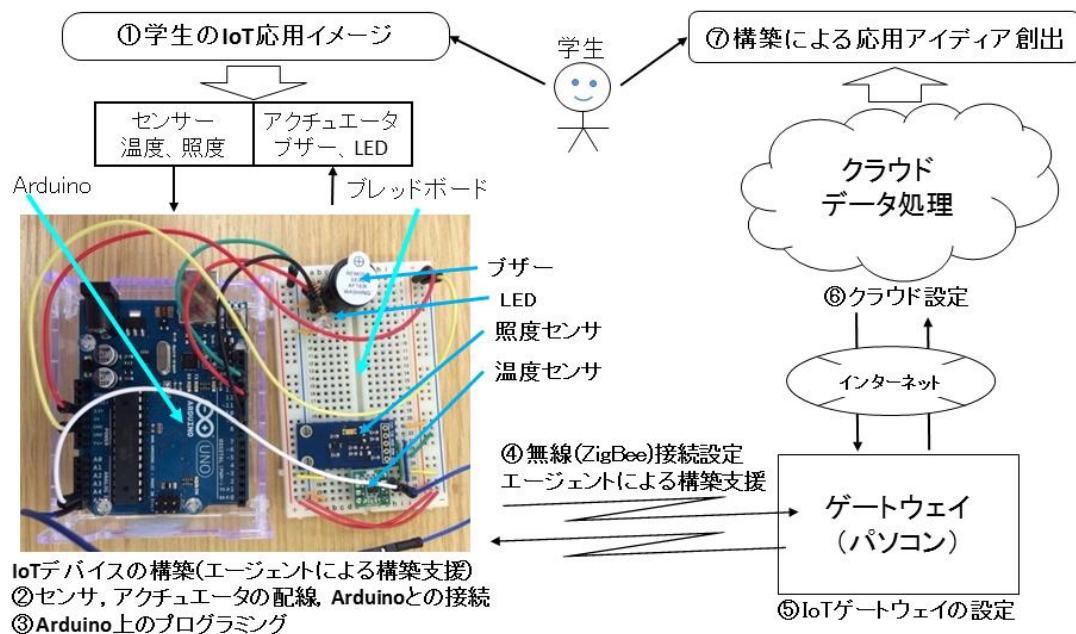 ①学生のIoT応用イメージ
学生
⑦構築による応用アイディア創出
センサー
温度、照度
アクチュエータ
ブザー、LED
Arduino
ブレッドボード
クラウド
データ処理
ブザー
LED
照度センサ
温度センサ
⑥クラウド設定
インターネット
④無線(ZigBee)接続設定
エージェントによる構築支援
ゲートウェイ
（パソコン）
⑤IoTゲートウェイの設定
REMOVE
SEAL
AFTER
WASHING
ARDUINO
UNO
IoTデバイスの構築(エージェントによる構築支援)
②センサ, アクチュエータの配線, Arduinoとの接続
③Arduino上のプログラミング